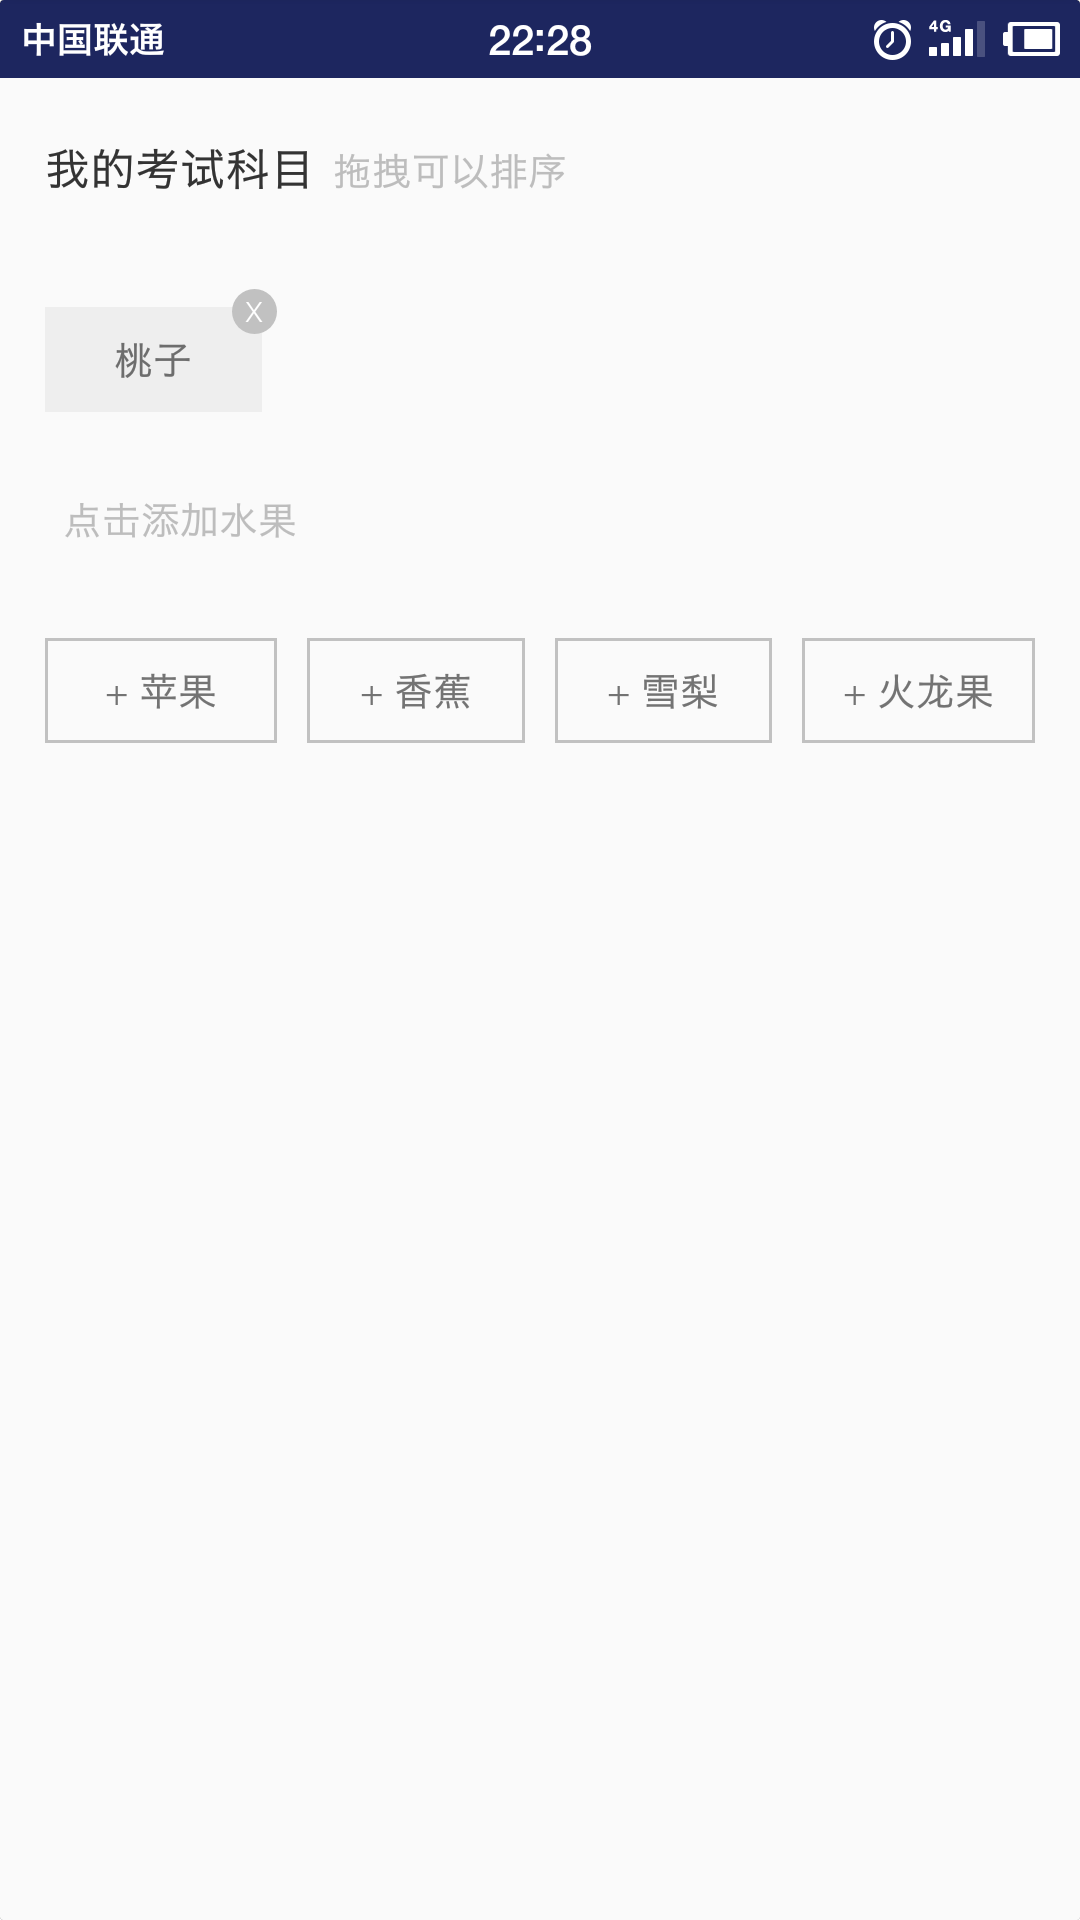 中国联通 22:28 4G
我的考试科目 拖拽可以排序
X
桃子
点击添加水果
+ 苹果 + 香蕉 + 雪梨 + 火龙果